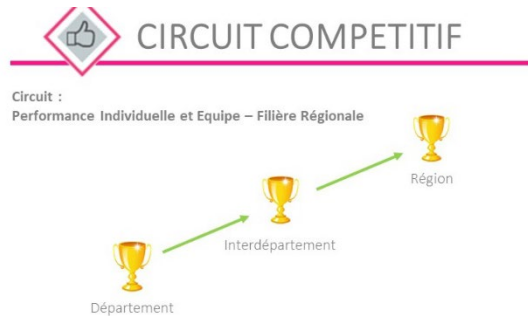 CIRCUIT COMPETITIF
Circuit :
Performance Individuelle et Equipe – Filière Régionale
Région
Interdépartement
Département